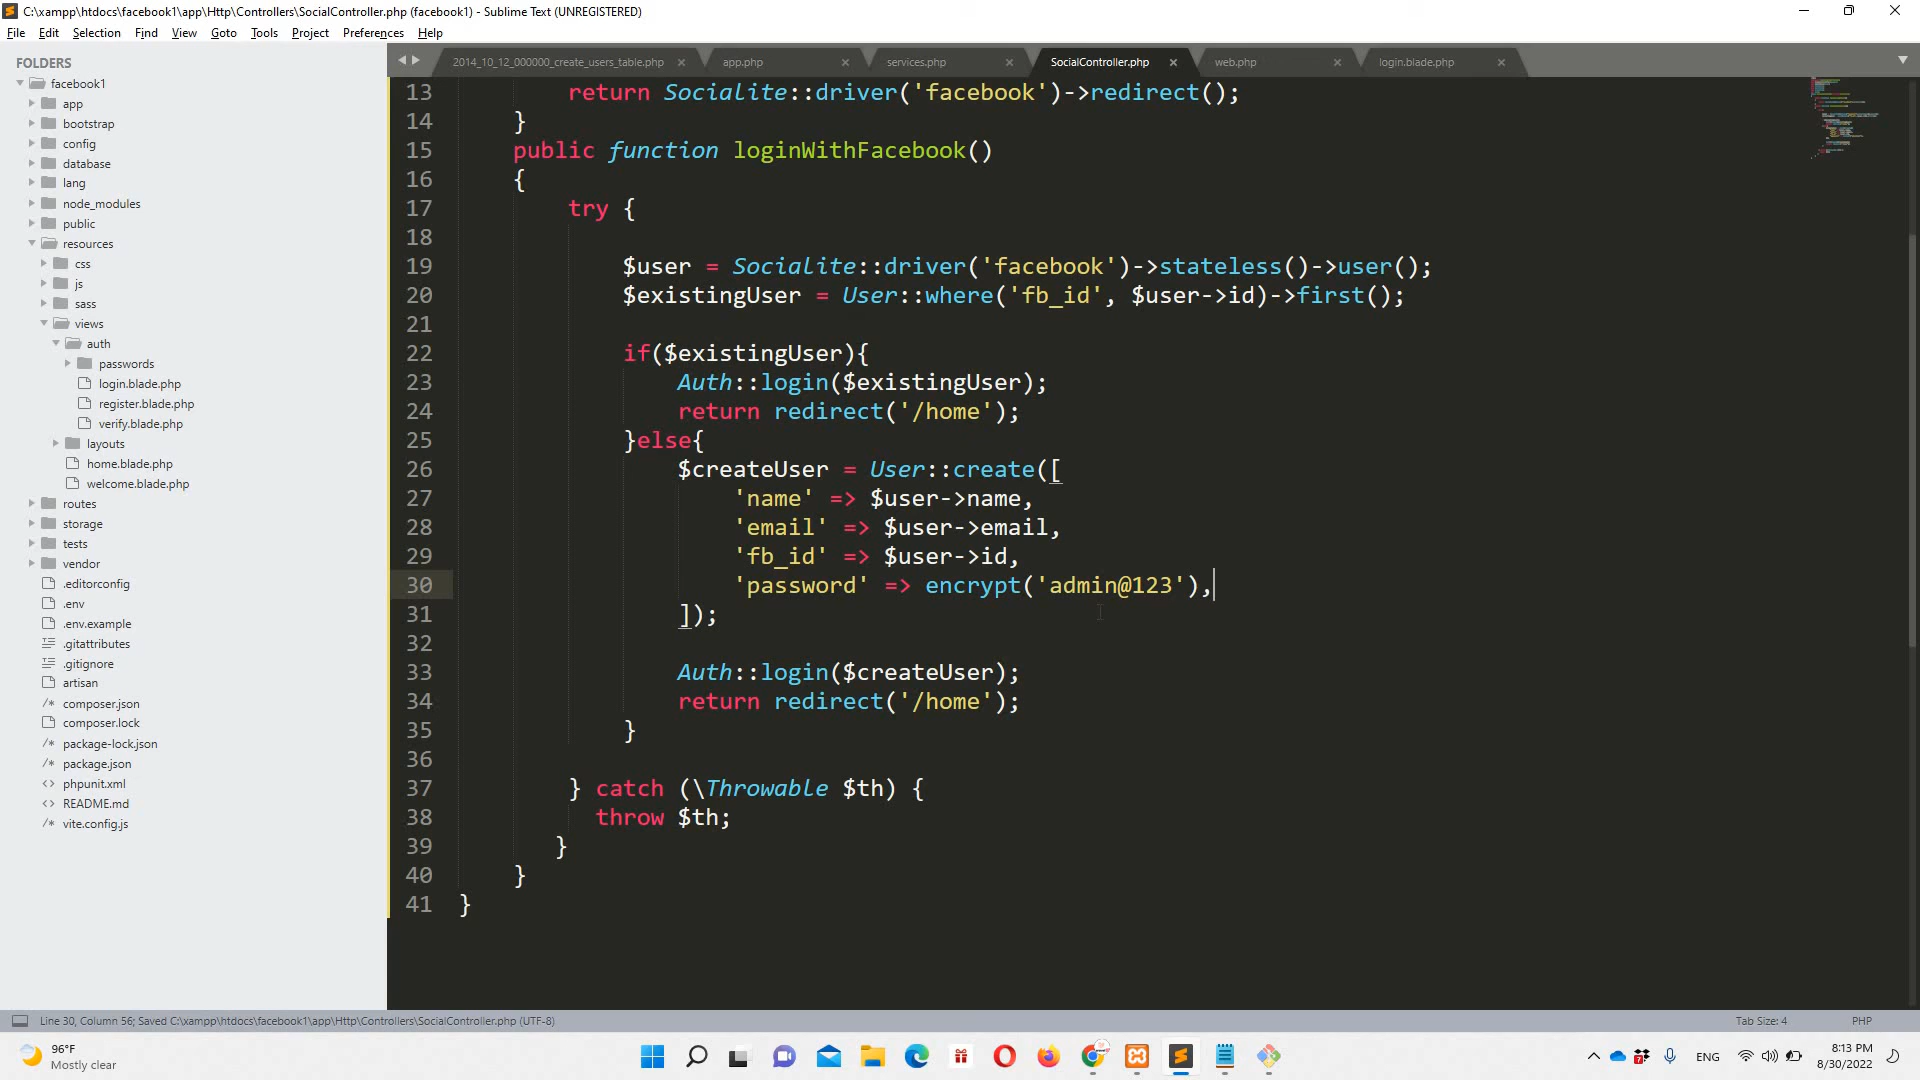 C:\xampp\htdocs\facebook1\app\Http\Controllers\SocialController.php (facebook1) - Sublime Text (UNREGISTERED)
File Edit Selection Find View Goto Tools Project Preferences Help
FOLDERS
facebook1
app
bootstrap
config
database
lang
node_modules
public
resources
css
js
sass
views
auth
passwords
login.blade.php
register.blade.php
verify.blade.php
layouts
home.blade.php
welcome.blade.php
routes
storage
tests
vendor
.editorconfig
.env
.env.example
.gitattributes
.gitignore
artisan
/* composer.json
composer.lock
/* package-lock.json
/* package.json
<> phpunit.xml
<> README.md
/* vite.config.js
2014_10_12_000000_create_users_table.php app.php services.php SocialController.php web.php login.blade.php
13 return Socialite::driver('facebook')->redirect();
14 }
15 public function loginWithFacebook()
16 {
17 try {
18
19 $user = Socialite::driver('facebook')->stateless()->user();
20 $existingUser = User::where('fb_id', $user->id)->first();
21
22 if($existingUser){
23 Auth::login($existingUser);
24 return redirect('/home');
25 }else{
26 $createUser = User::create([
27 'name' => $user->name,
28 'email' => $user->email,
29 'fb_id' => $user->id,
30 'password' => encrypt('admin@123'),
31 ]);
32
33 Auth::login($createUser);
34 return redirect('/home');
35 }
36
37 } catch (\Throwable $th) {
38 throw $th;
39 }
40 }
41 }
Line 30, Column 56; Saved C:\xampp\htdocs\facebook1\app\Http\Controllers\SocialController.php (UTF-8) Tab Size: 4 PHP
96°F
Mostly clear
ENG
8:13 PM
8/30/2022